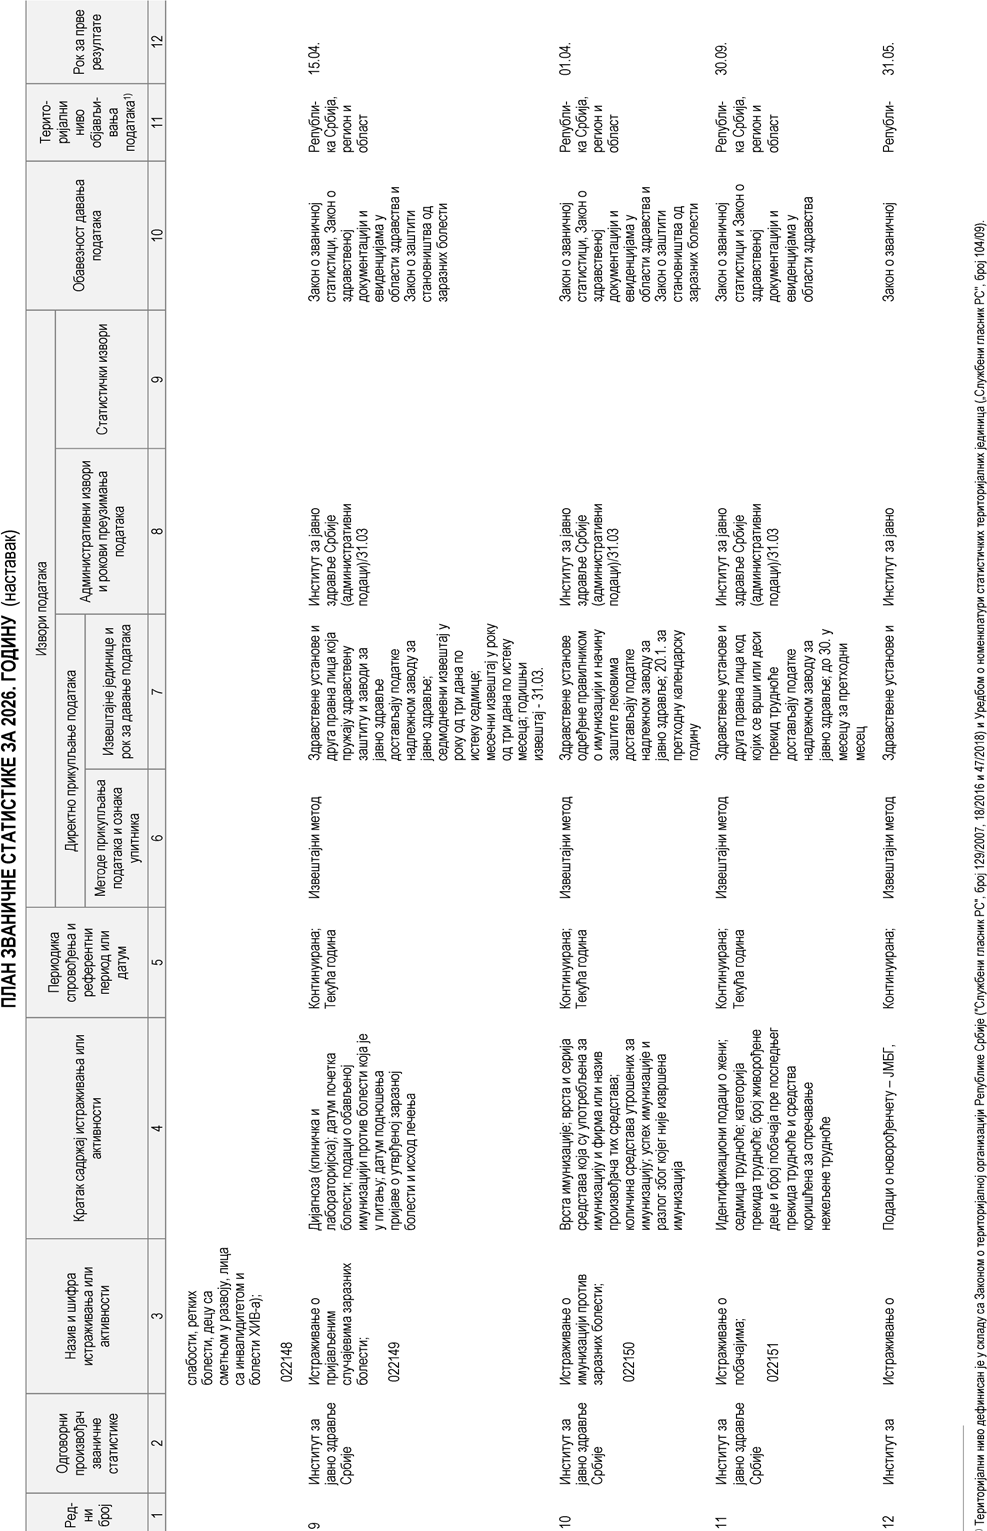 ПЛАН ЗВАНИЧНЕ СТАТИСТИКЕ ЗА 2026. ГОДИНУ (наставак)
Ред-
ни
број
Одговорни
произвођач
званичне
статистике
Назив и шифра
истраживања или
активности
Кратак садржај истраживања или
активности
Периодика
спровођења и
референтни
период или
датум
Извори података
Директно прикупљање података
Методе прикупљања
података и ознака
упитника
Извештајне јединице и
рок за давање података
Административни извори
и рокови преузимања
података
Статистички извори
Обавезност давања
података
Терито-
ријални
ниво
објављи-
вања
података1)
Рок за прве
резултате
1
2
3
4
5
6
7
8
9
10
11
12
слабости, ретких
болести, децу са
сметњом у развоју, лица
са инвалидитетом и
болести ХИВ-а);
022148
9
Институт за
јавно здравље
Србије
Истраживање о
пријављеним
случајевима заразних
болести;
022149
Дијагноза (клиничка и
лабораторијска); датум почетка
болести; подаци о обављеној
имунизацији против болести која је
у питању; датум подношења
пријаве о утврђеној заразној
болести и исход лечења
Континуирана;
Текућа година
Извештајни метод
Здравствене установе и
друга правна лица која
пружају здравствену
заштиту и заводи за
јавно здравље
достављају податке
надлежном заводу за
јавно здравље;
седмодневни извештај у
року од три дана по
истеку седмице;
месечни извештај у року
од три дана по истеку
месеца; годишњи
извештај - 31.03.
Институт за јавно
здравље Србије
(административни
подаци)/31.03
Закон о званичној
статистици, Закон о
здравственој
документацији и
евиденцијама у
области здравства и
Закон о заштити
становништва од
заразних болести
Републи-
ка Србија,
регион и
област
15.04.
10
Институт за
јавно здравље
Србије
Истраживање о
имунизацији против
заразних болести;
022150
Врста имунизације; врста и серија
средстава која су употребљена за
имунизацију и фирма или назив
произвођача тих средстава;
количина средстава утрошених за
имунизацију; успех имунизације и
разлог због којег није извршена
имунизација
Континуирана;
Текућа година
Извештајни метод
Здравствене установе
одређене правилником
о имунизацији и начину
заштите лековима
достављају податке
надлежном заводу за
јавно здравље; 20.1. за
претходну календарску
годину
Институт за јавно
здравље Србије
(административни
подаци)/31.03
Закон о званичној
статистици, Закон о
здравственој
документацији и
евиденцијама у
области здравства и
Закон о заштити
становништва од
заразних болести
Републи-
ка Србија,
регион и
област
01.04.
11
Институт за
јавно здравље
Србије
Истраживање о
побачајима;
022151
Идентификациони подаци о жени;
седмица трудноће; категорија
прекида трудноће; број живорођене
деце и број побачаја пре последњег
прекида трудноће и средства
коришћена за спречавање
нежељене трудноће
Континуирана;
Текућа година
Извештајни метод
Здравствене установе и
друга правна лица код
којих се врши или деси
прекид трудноће
достављају податке
надлежном заводу за
јавно здравље; до 30. у
месецу за претходни
месец
Институт за јавно
здравље Србије
(административни
подаци)/31.03
Закон о званичној
статистици и Закон о
здравственој
документацији и
евиденцијама у
области здравства
Републи-
ка Србија,
регион и
област
30.09.
12
Институт за
Истраживање о
Подаци о новорођенчету – ЈМБГ,
Континуирана;
Извештајни метод
Здравствене установе и
Институт за јавно
Закон о званичној
Републи-
31.05.
1) Територијални ниво дефинисан је у складу са Законом о територијалној организацији Републике Србије ("Службени гласник РС", број 129/2007, 18/2016 и 47/2018) и Уредбом о номенклатури статистичких територијалних јединица („Службени гласник РС", број 104/09).